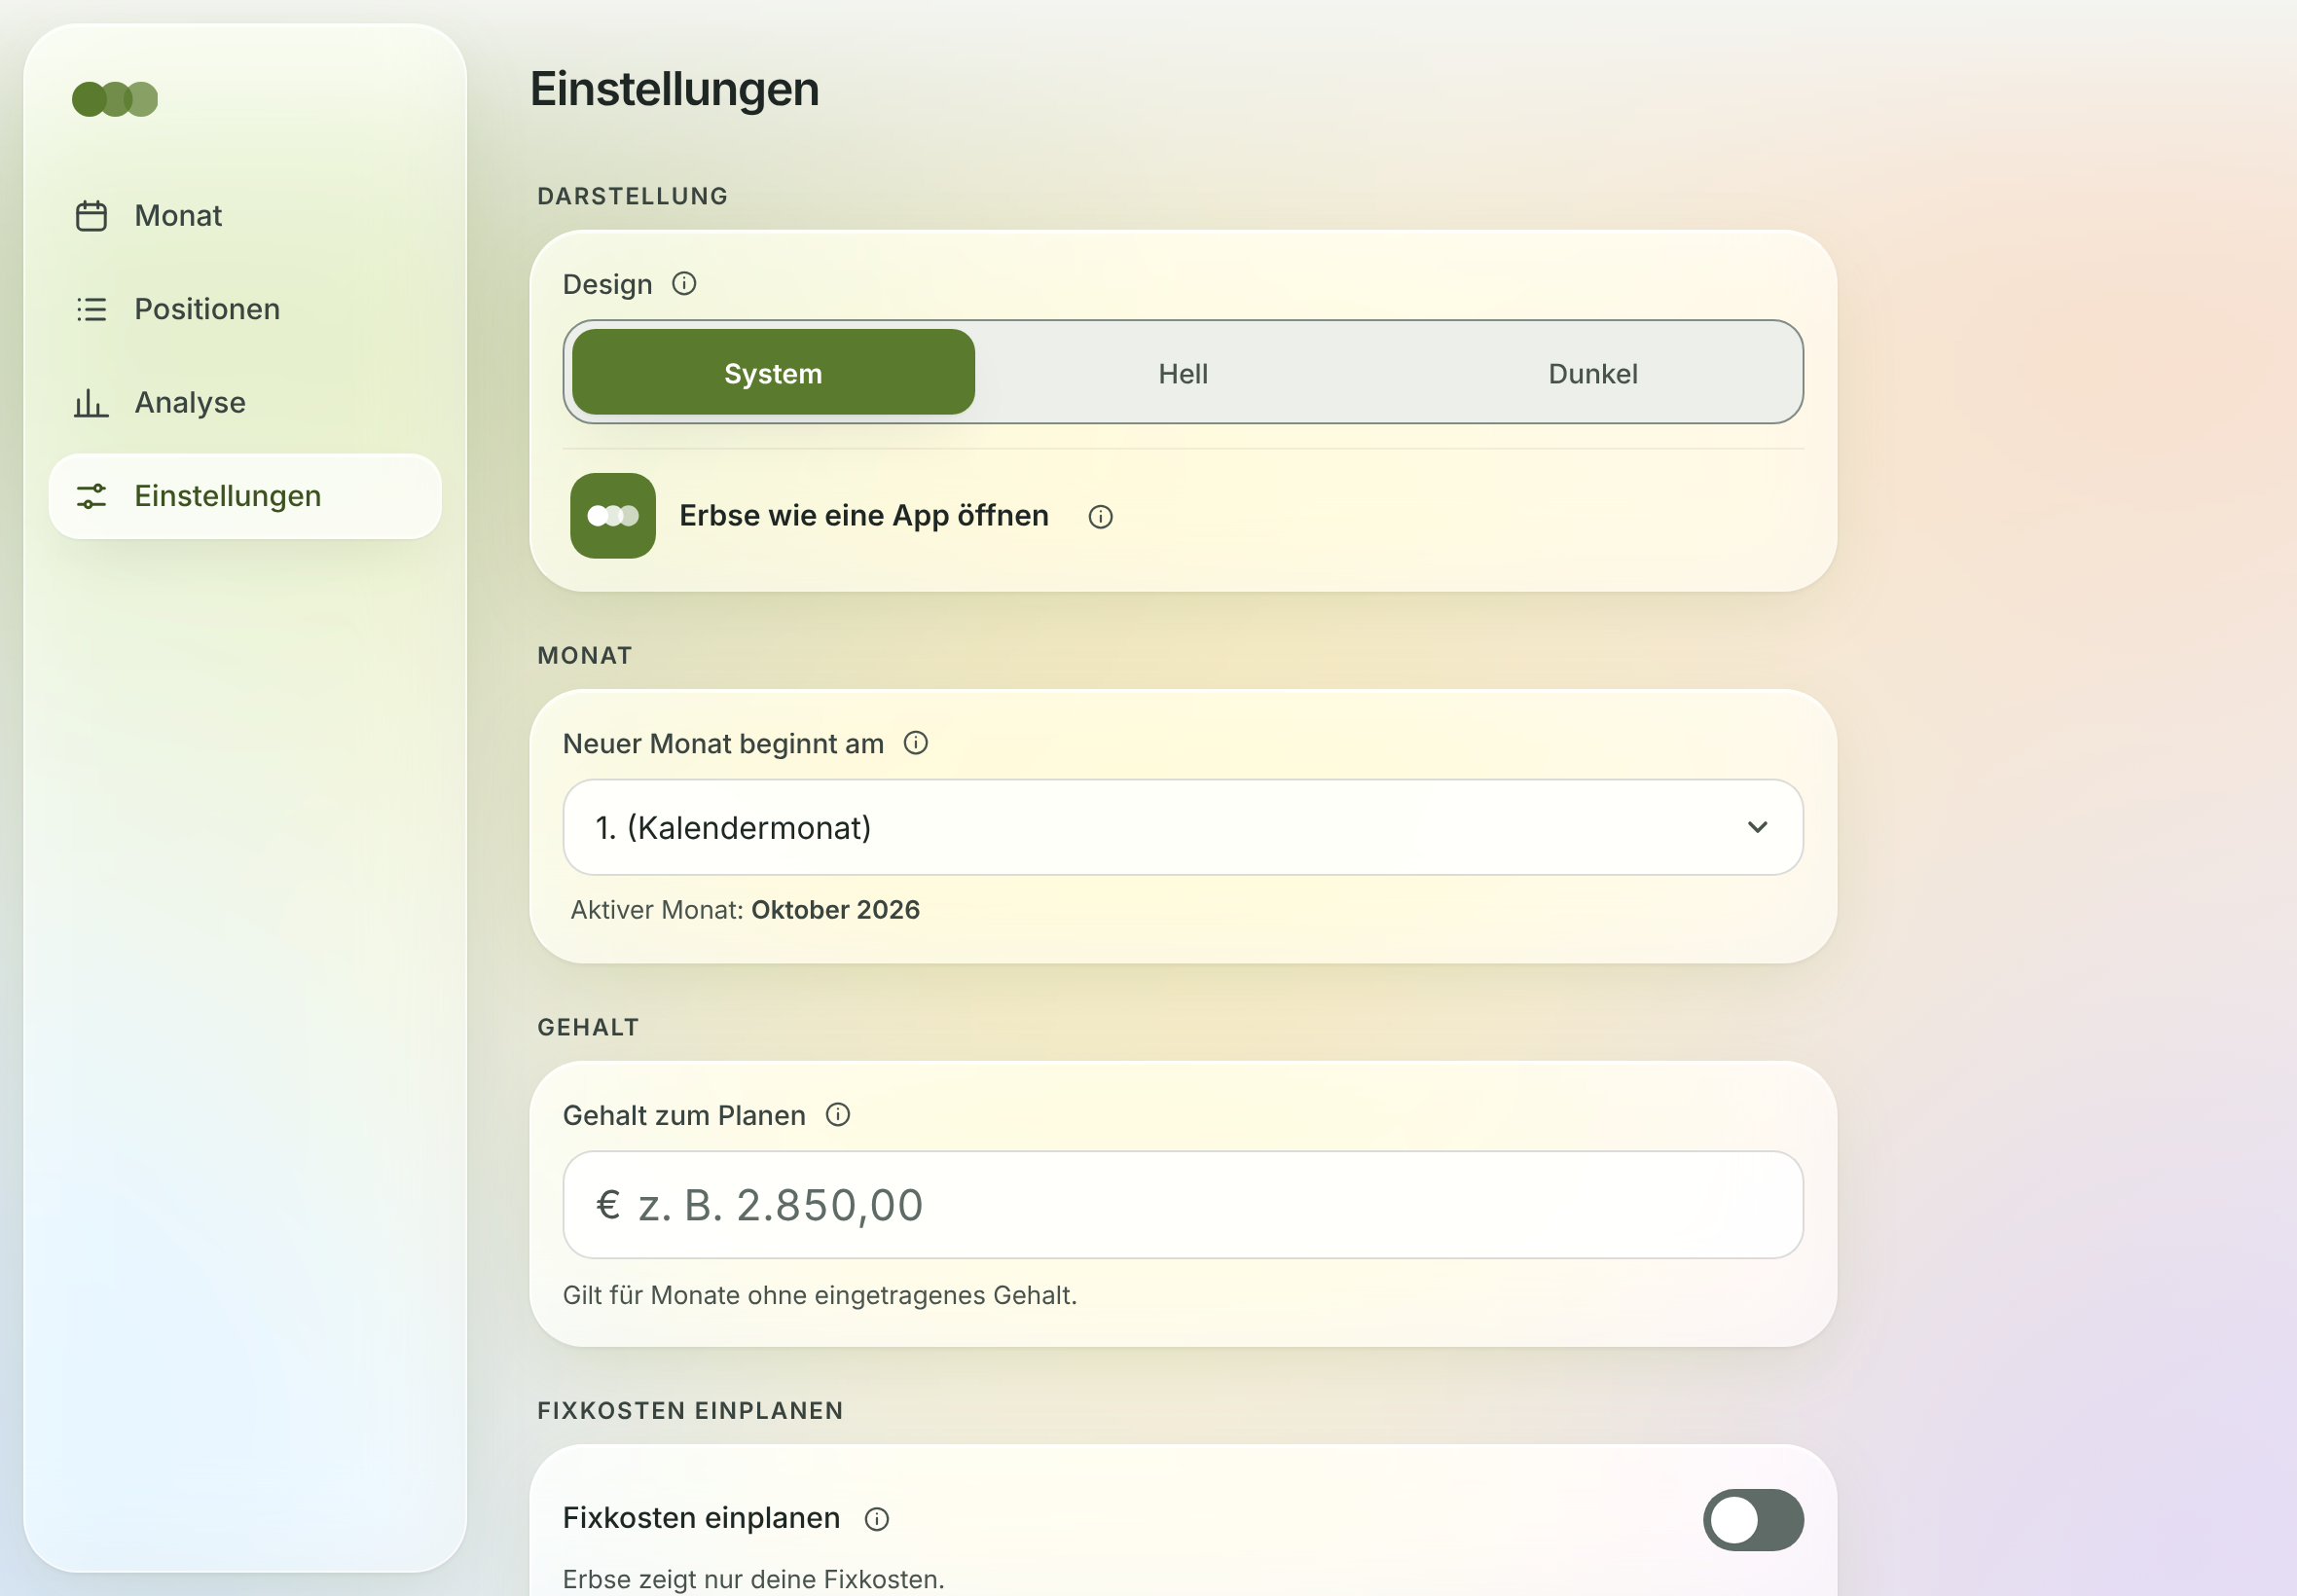 Monat
Positionen
Analyse
Einstellungen
Einstellungen
DARSTELLUNG
Design
System
Hell
Dunkel
Erbse wie eine App öffnen
MONAT
Neuer Monat beginnt am
1. (Kalendermonat)
Aktiver Monat: Oktober 2026
GEHALT
Gehalt zum Planen
€ z. B. 2.850,00
Gilt für Monate ohne eingetragenes Gehalt.
FIXKOSTEN EINPLANEN
Fixkosten einplanen
Erbse zeigt nur deine Fixkosten.